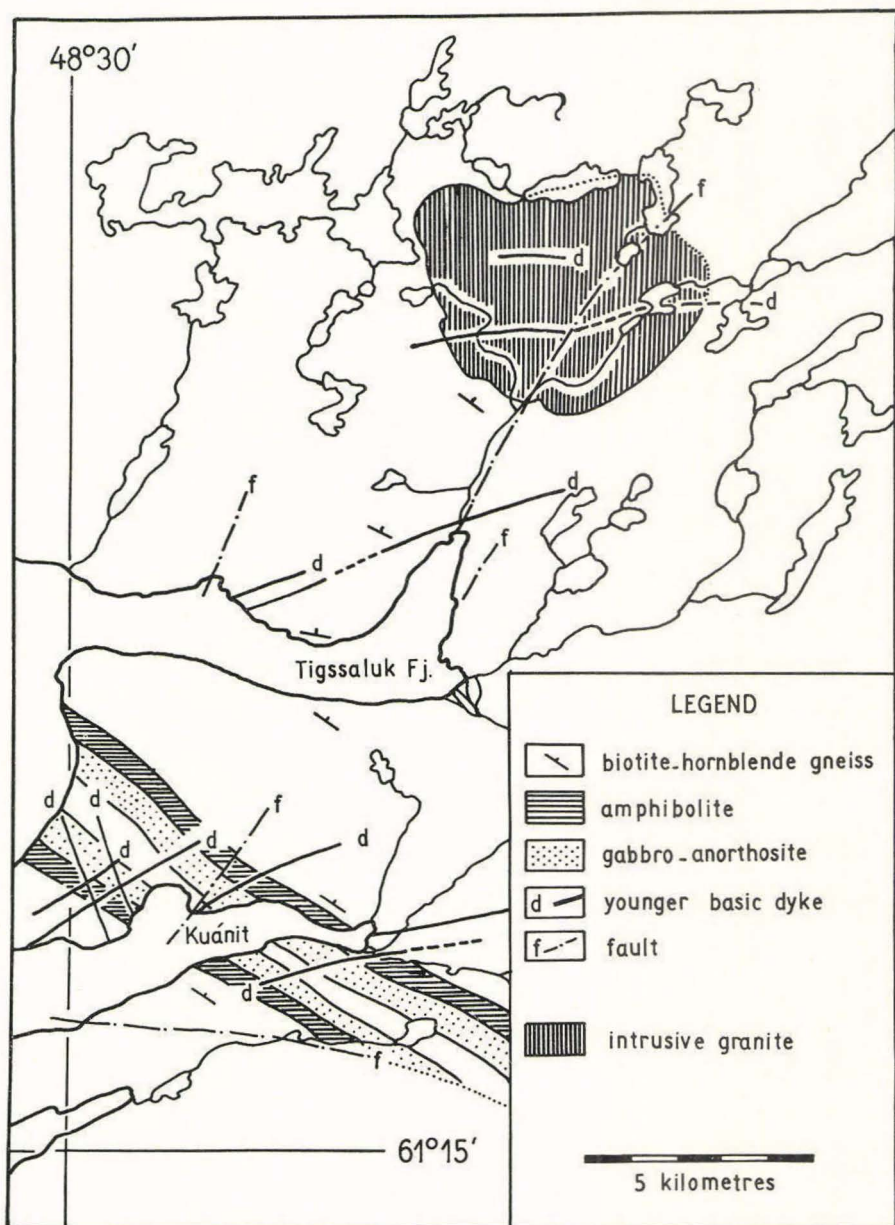 48°30'
f
d
d
f
d
d
f
Tigssaluk Fj.
f
d
d
d
d
d
Kuánit
d
f
61°15'
LEGEND
biotite-hornblende gneiss
amphibolite
gabbro-anorthosite
d younger basic dyke
f fault
intrusive granite
5 kilometres